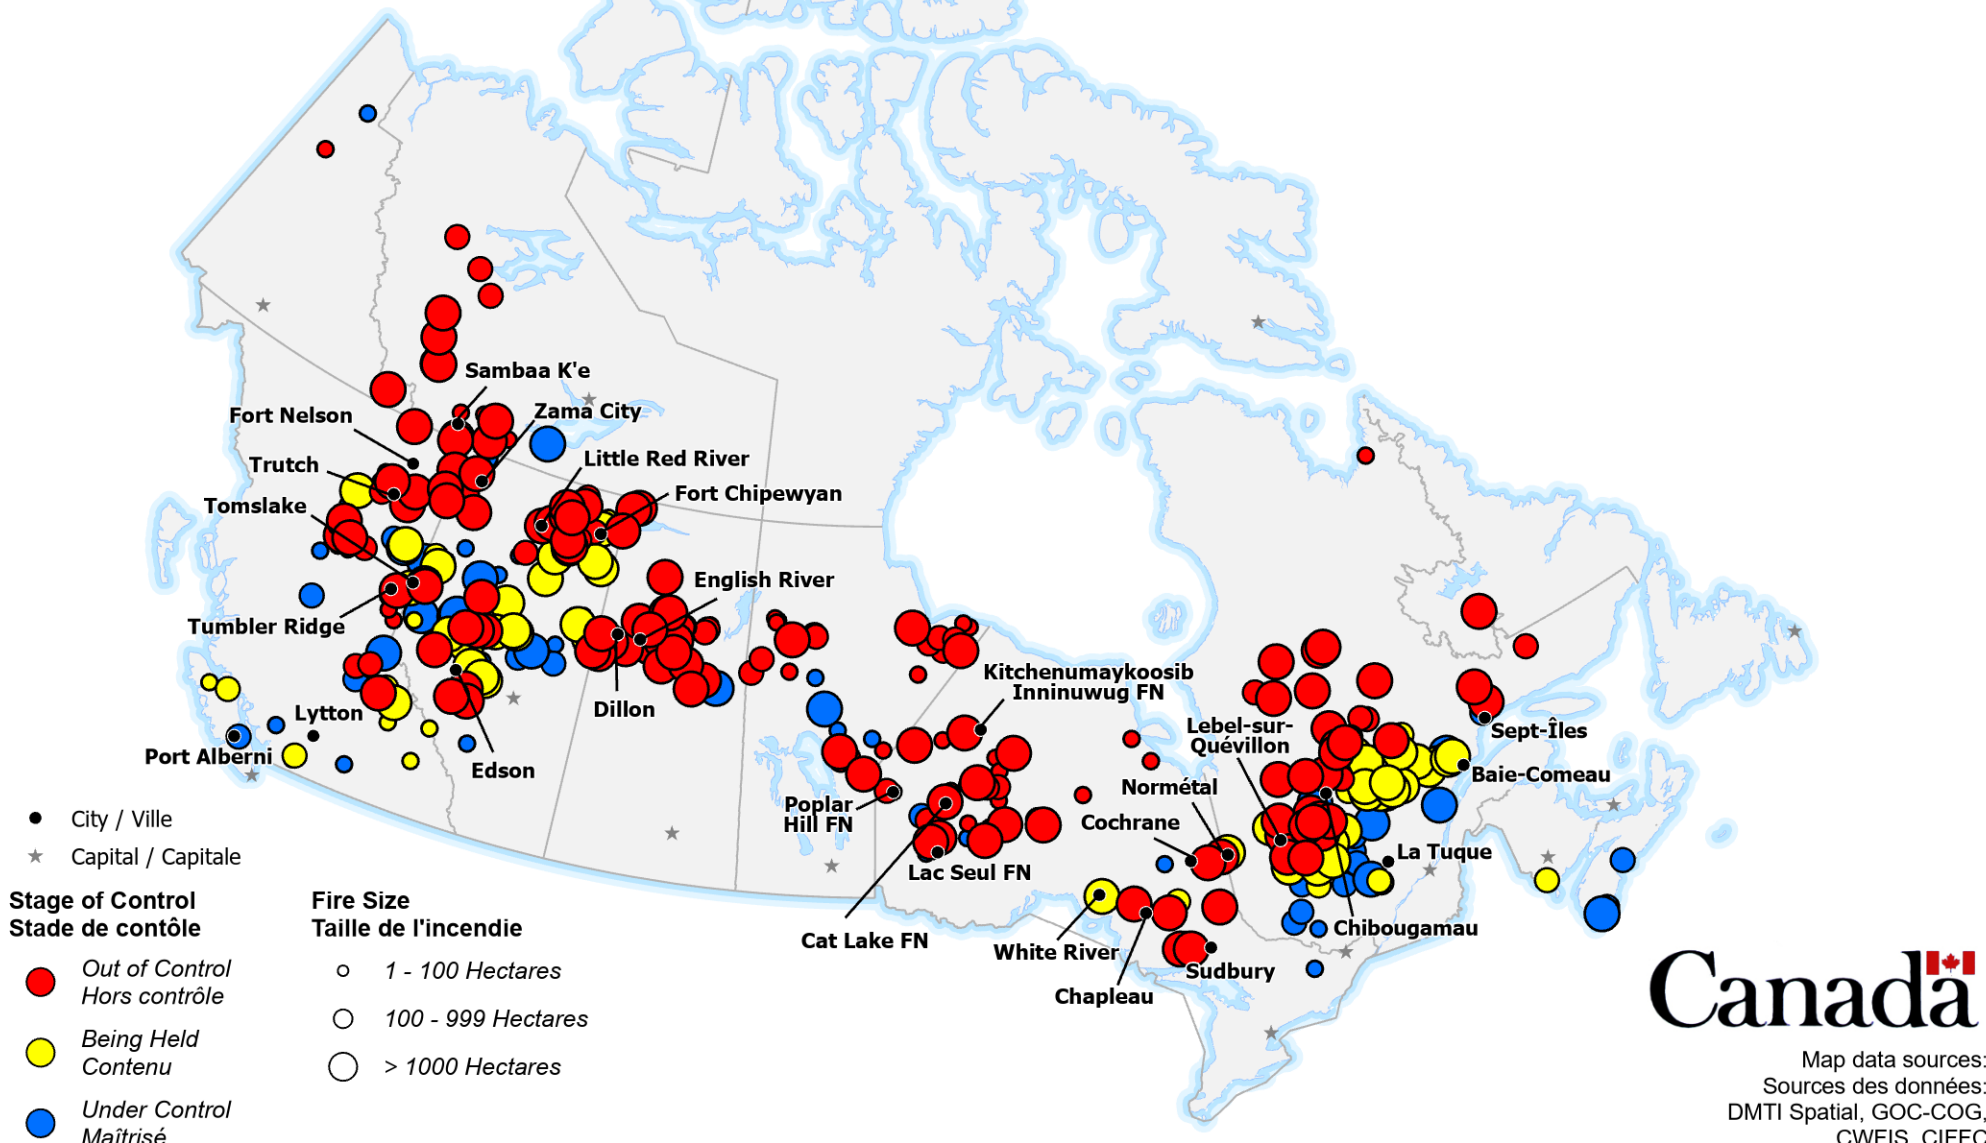 Sambaa K'e
Zama City
Fort Nelson
Little Red River
Trutch
Fort Chipewyan
Tomslake
English River
Tumbler Ridge
Kitchenumaykoosib
Inninuwug FN
Dillon
Lytton
Lebel-sur-
Quévillon
Sept-Îles
Port Alberni
Edson
Baie-Comeau
Normétal
Poplar
Hill FN
Cochrane
La Tuque
Lac Seul FN
Chibougamau
Cat Lake FN
White River
Sudbury
Chapleau
City / Ville
Capital / Capitale
Stage of Control
Stade de contôle
Out of Control
Hors contrôle
Being Held
Contenu
Under Control
Maîtrisé
Fire Size
Taille de l'incendie
1 - 100 Hectares
100 - 999 Hectares
> 1000 Hectares
Canada
Map data sources:
Sources des données:
DMTI Spatial, GOC-COG,
CWFIS, CIFFC